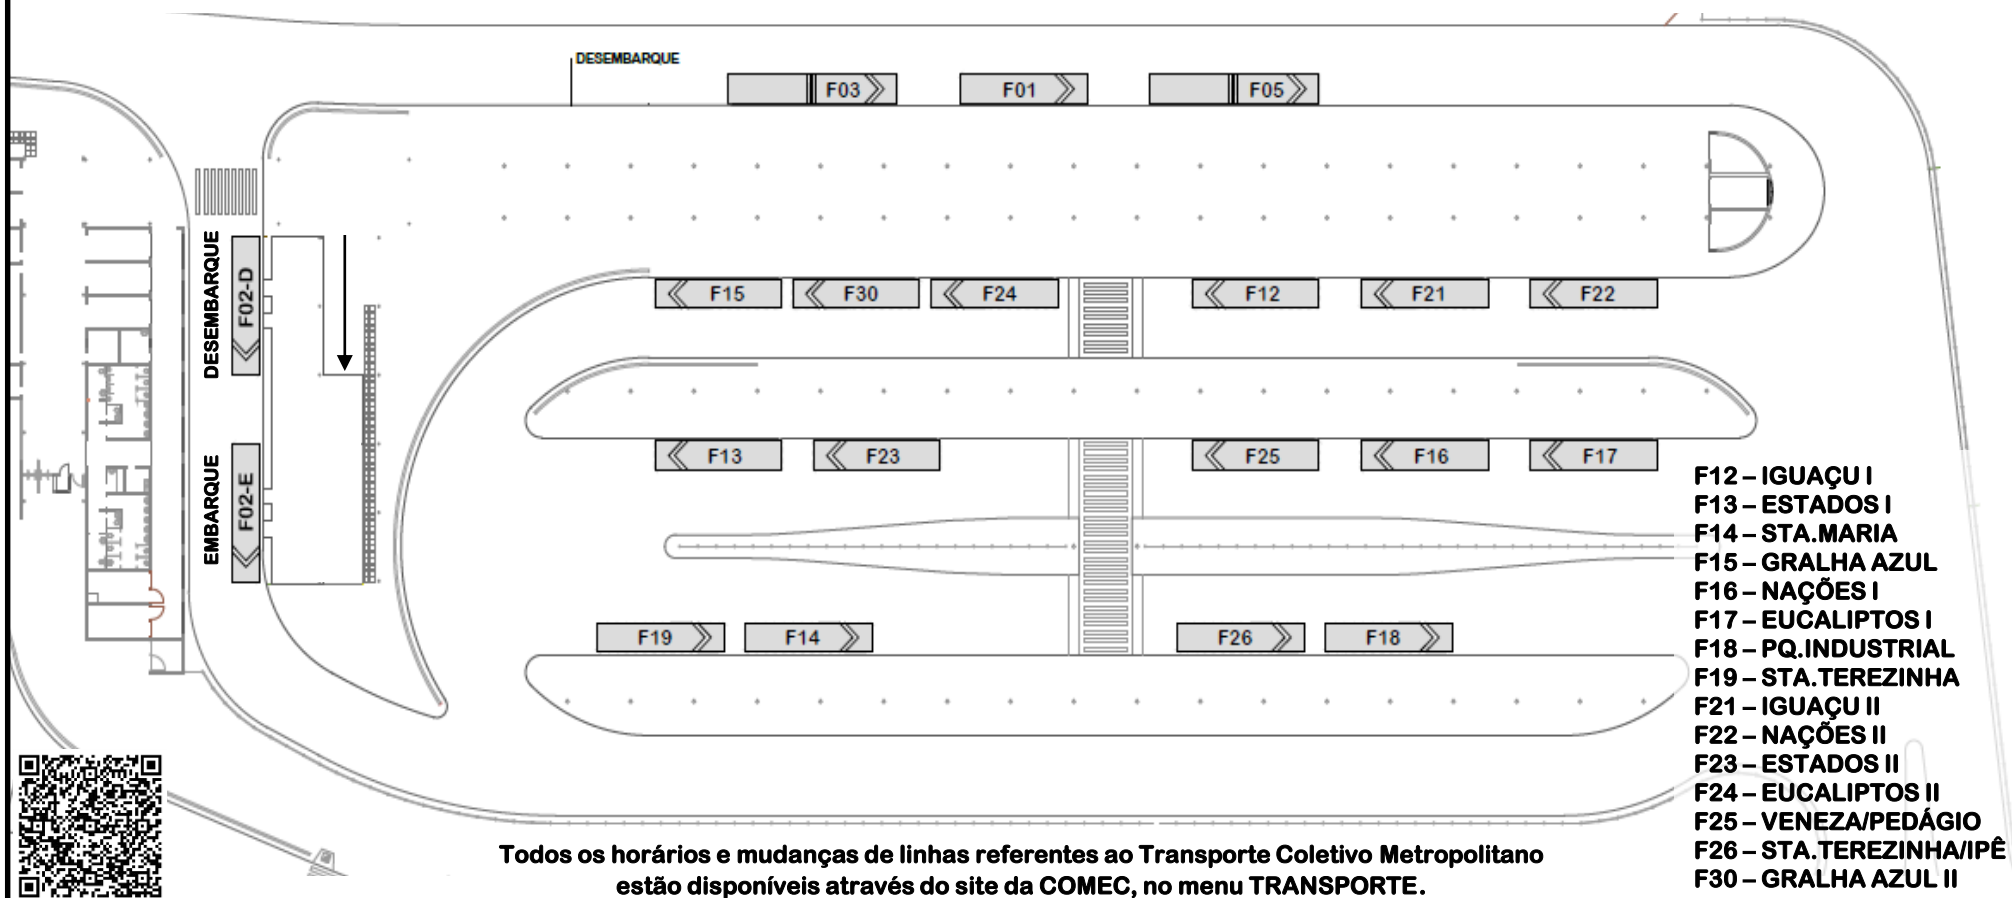 DESEMBARQUE
F03
F01
F05
DESEMBARQUE
F02-D
F15
F30
F24
F12
F21
F22
EMBARQUE
F02-E
F13
F23
F25
F16
F17
F19
F14
F26
F18
F12 – IGUAÇU I
F13 – ESTADOS I
F14 – STA.MARIA
F15 – GRALHA AZUL
F16 – NAÇÕES I
F17 – EUCALIPTOS I
F18 – PQ.INDUSTRIAL
F19 – STA.TEREZINHA
F21 – IGUAÇU II
F22 – NAÇÕES II
F23 – ESTADOS II
F24 – EUCALIPTOS II
F25 – VENEZA/PEDÁGIO
F26 – STA.TEREZINHA/IPÊ
F30 – GRALHA AZUL II
Todos os horários e mudanças de linhas referentes ao Transporte Coletivo Metropolitano
estão disponíveis através do site da COMEC, no menu TRANSPORTE.